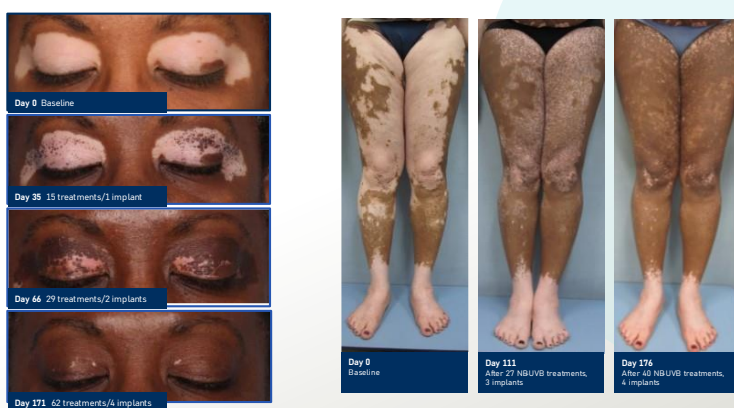 Day 0 Baseline
Day 35 15 treatments/1 implant
Day 66 29 treatments/2 implants
Day 171 62 treatments/4 implants
Day 0
Baseline
Day 111
After 27 NBUVB treatments,
3 implants
Day 176
After 40 NBUVB treatments,
4 implants